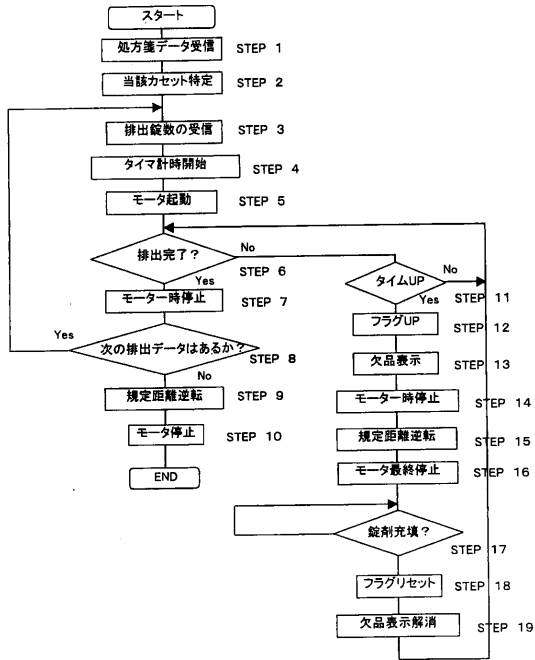 スタート
処方箋データ受信 STEP 1
当該カセット特定 STEP 2
排出錠数の受信 STEP 3
タイマ計時開始 STEP 4
モータ起動 STEP 5
排出完了? No
STEP 6
Yes
モータ一時停止 STEP 7
Yes
次の排出データはあるか? STEP 8
No
規定距離逆転 STEP 9
モータ停止 STEP 10
END
タイムUP No
Yes STEP 11
フラグUP STEP 12
欠品表示 STEP 13
モータ一時停止 STEP 14
規定距離逆転 STEP 15
モータ最終停止 STEP 16
錠剤充填?
STEP 17
フラグリセット STEP 18
欠品表示解消 STEP 19